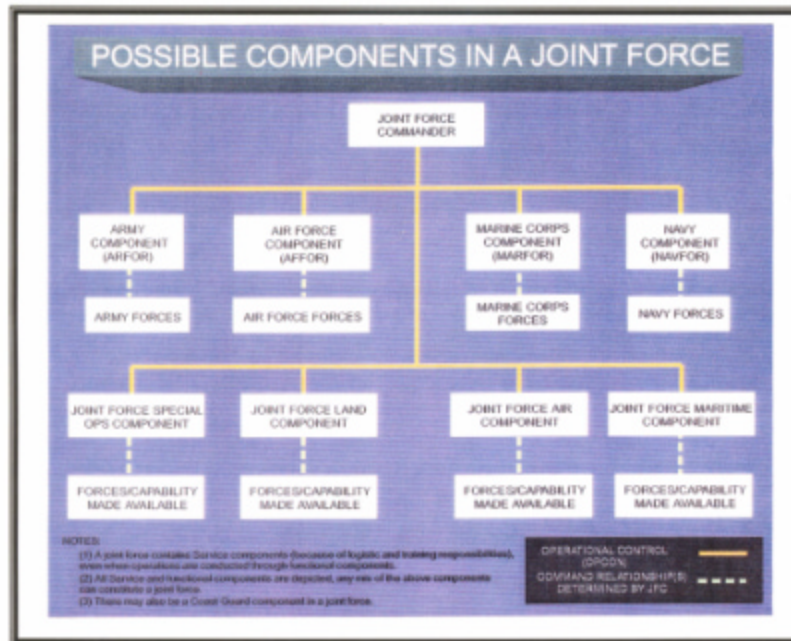 POSSIBLE COMPONENTS IN A JOINT FORCE
JOINT FORCE
COMMANDER
ARMY
COMPONENT
(ARFOR)
AIR FORCE
COMPONENT
(AFFOR)
MARINE CORPS
COMPONENT
(MARFOR)
NAVY
COMPONENT
(NAVFOR)
ARMY FORCES
AIR FORCE FORCES
MARINE CORPS
FORCES
NAVY FORCES
JOINT FORCE SPECIAL
OPS COMPONENT
JOINT FORCE LAND
COMPONENT
JOINT FORCE AIR
COMPONENT
JOINT FORCE MARITIME
COMPONENT
FORCES/CAPABILITY
MADE AVAILABLE
FORCES/CAPABILITY
MADE AVAILABLE
FORCES/CAPABILITY
MADE AVAILABLE
FORCES/CAPABILITY
MADE AVAILABLE
NOTES:
(1) A joint force contains Service components (because of logistic and training responsibilities),
even when operations are conducted through functional components.
(2) All Service and functional components are depicted, any mix of the above components
can constitute a joint force.
(3) There may also be a Coast Guard component in a joint force.
OPERATIONAL CONTROL
(OPCON)
COMMAND RELATIONSHIP(S)
DETERMINED BY JFC